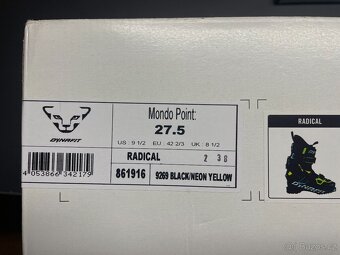 Mondo Point:
27.5
DYNAFIT
US : 9 1/2 EU : 42 2/3 UK : 8 1/2
RADICAL 2 38
4 053866 342179
861916 9269 BLACK/NEON YELLOW
RADICAL